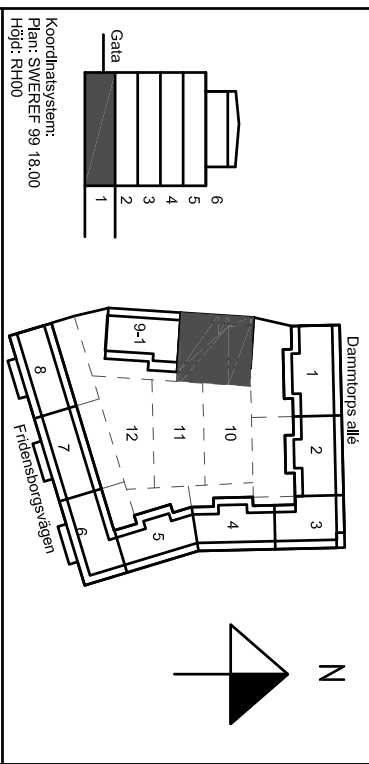 Koordinatsystem:
Plan: SWEREF 99 18.00
Höjd: RH00
Gata
1
2
3
4
5
6
Dammtorps allé
1
2
3
4
5
6
7
8
9-1
10
11
12
Fridensborgsvägen
N